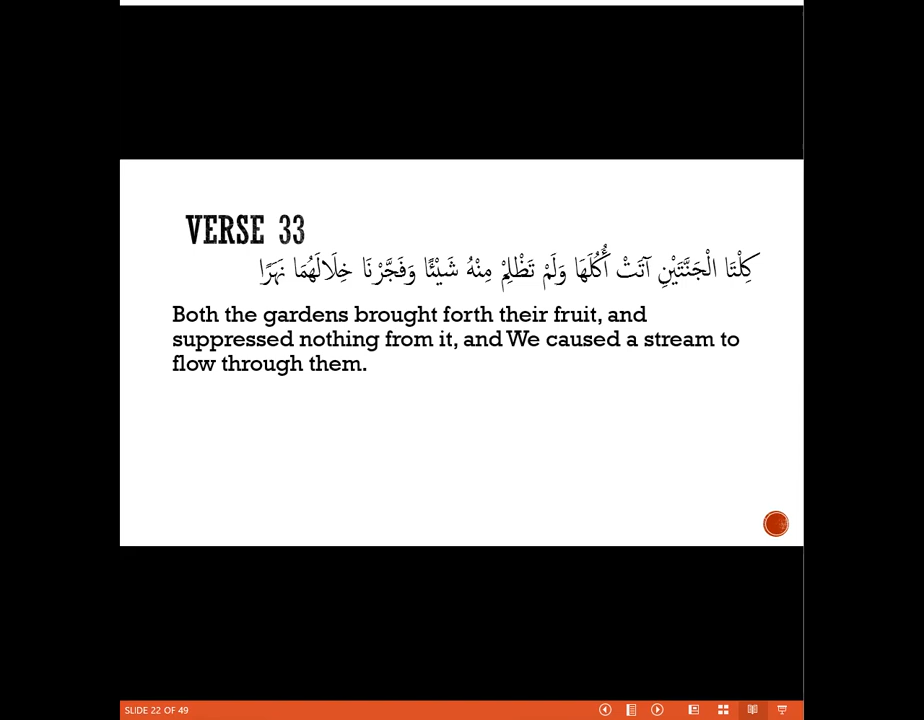 VERSE 33
كِلْتَا الْجَنَّتَيْنِ آتَتْ أُكُلَهَا وَلَمْ تَظْلِمْ مِنْهُ شَيْئًا وَفَجَّرْنَا خِلَالَهُمَا نَهَرًا
Both the gardens brought forth their fruit, and
suppressed nothing from it, and We caused a stream to
flow through them.
SLIDE 22 OF 49